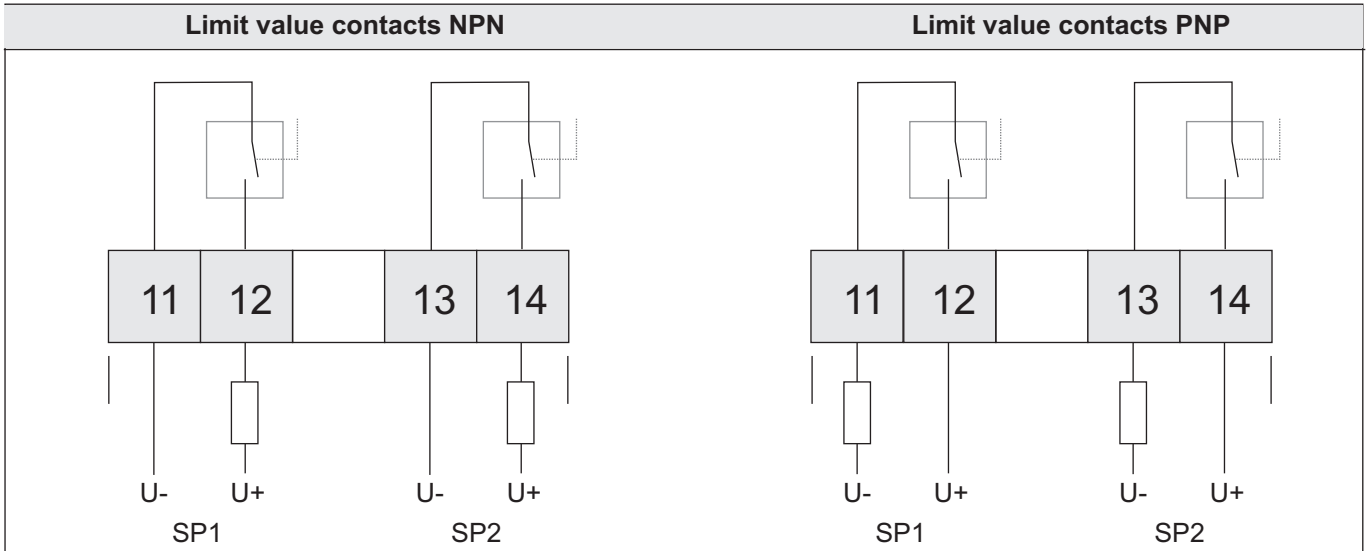 Limit value contacts NPN
Limit value contacts PNP
11 12 13 14
11 12 13 14
U- U+ U- U+
U- U+ U- U+
SP1 SP2
SP1 SP2